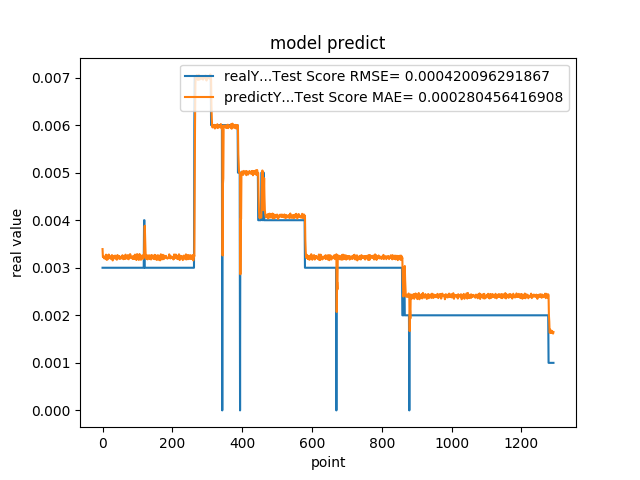 model predict
realY...Test Score RMSE= 0.000420096291867
predictY...Test Score MAE= 0.000280456416908
0.007
0.006
0.005
0.004
0.003
0.002
0.001
0.000
real value
0 200 400 600 800 1000 1200
point